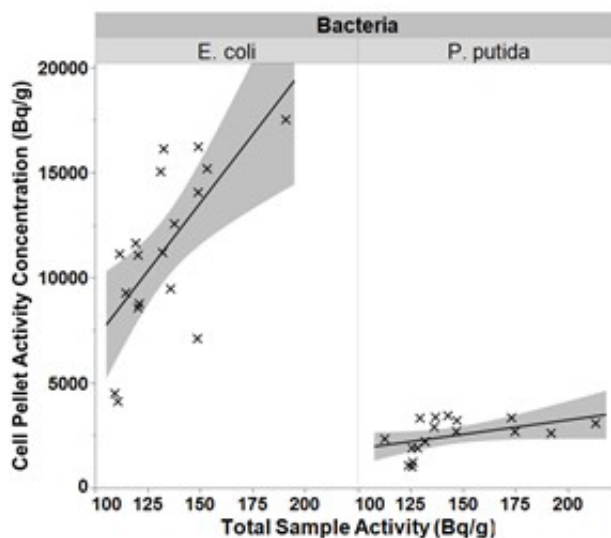 Bacteria
E. coli P. putida
Cell Pellet Activity Concentration (Bq/g)
20000
15000
10000
5000
0
100 125 150 175 200 100 125 150 175 200
Total Sample Activity (Bq/g)